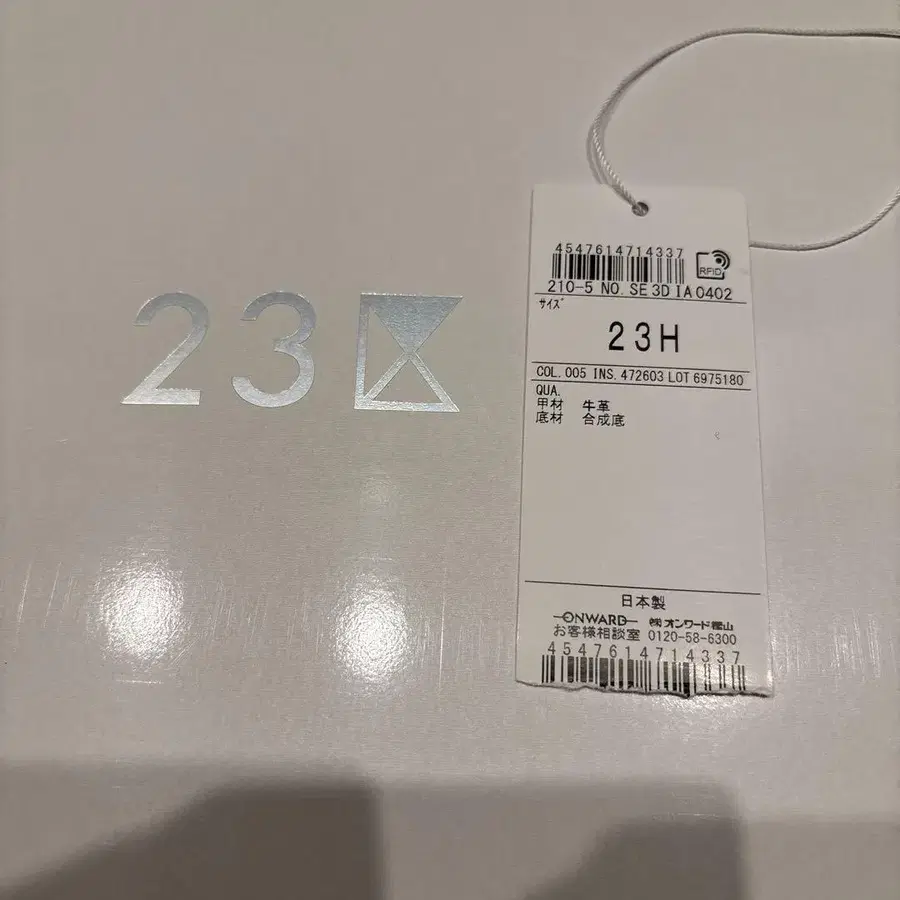 23区
4547614714337
RFID
210-5 NO. SE3DIA0402
サイズ
23H
COL. 005 INS. 472603 LOT 6975180
QUA.
甲材 牛革
底材 合成底
日本製
ONWARD ㈱オンワード樫山
お客様相談室 0120-58-6300
4547614714337